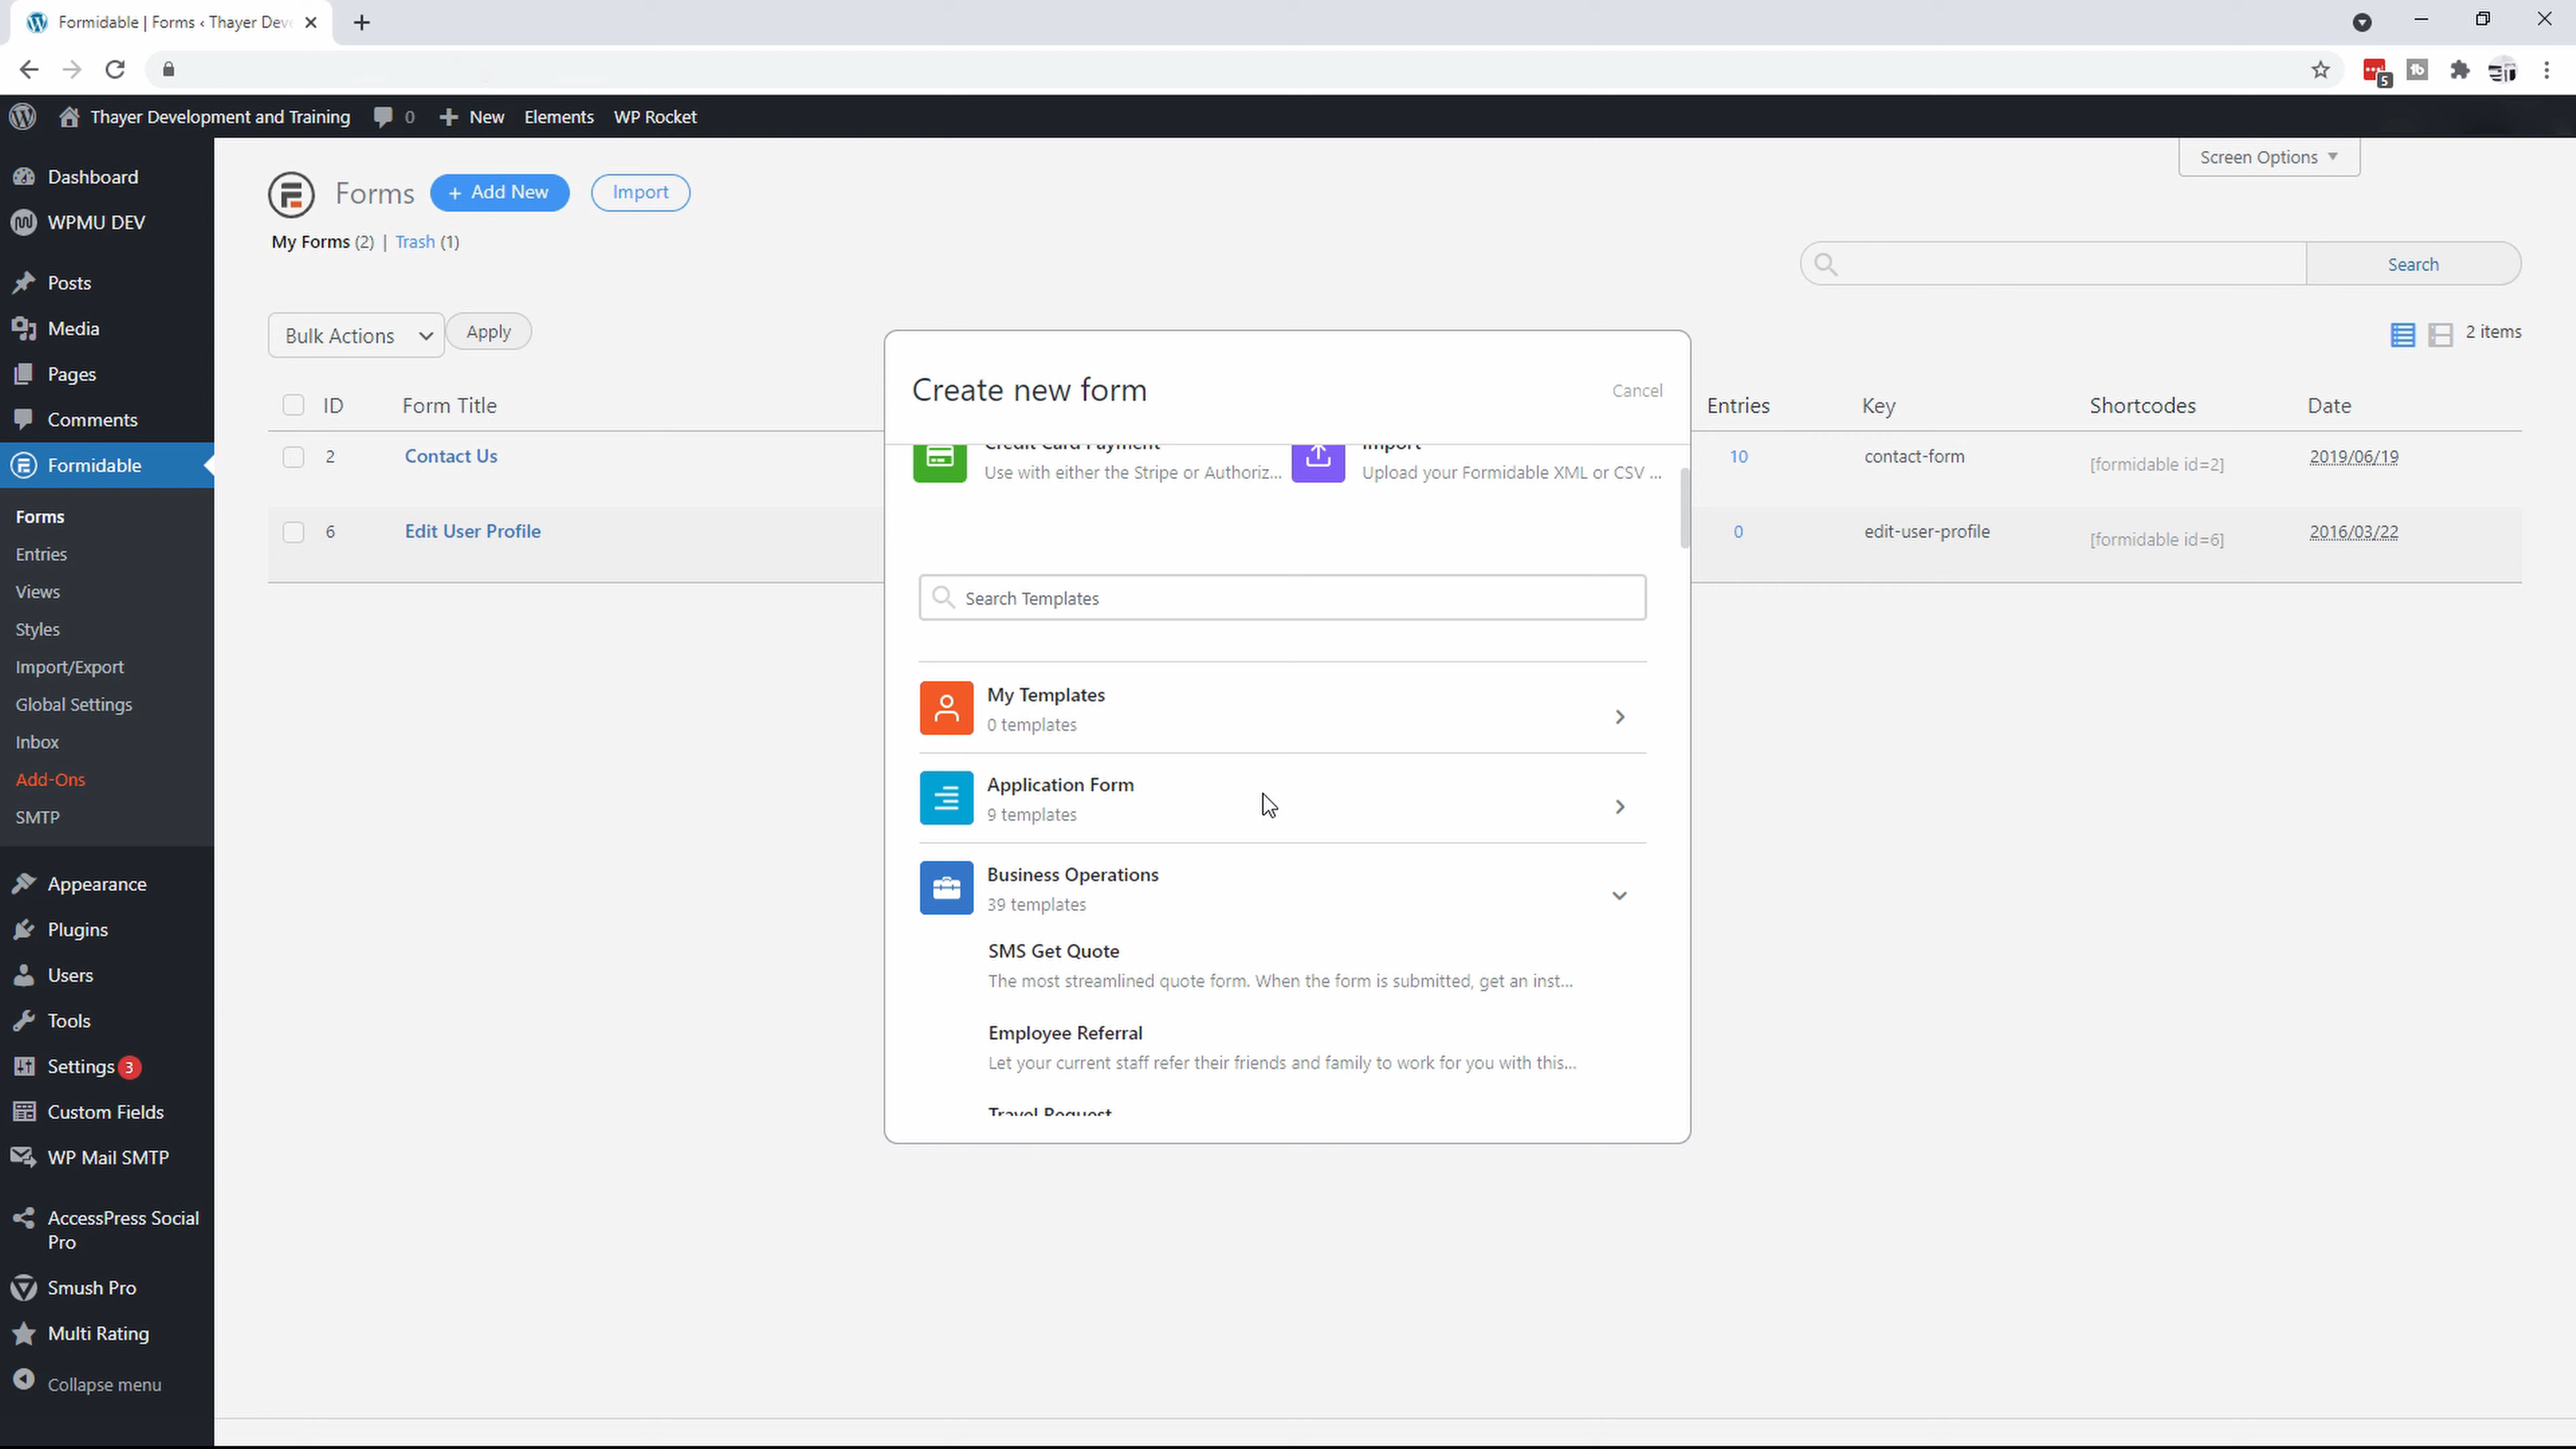 Formidable | Forms ‹ Thayer Dev
5
Thayer Development and Training
0
New
Elements
WP Rocket
Screen Options
Dashboard
WPMU DEV
Posts
Media
Pages
Comments
Formidable
Forms
Entries
Views
Styles
Import/Export
Global Settings
Inbox
Add-Ons
SMTP
Appearance
Plugins
Users
Tools
Settings 3
Custom Fields
WP Mail SMTP
AccessPress Social
Pro
Smush Pro
Multi Rating
Collapse menu
Forms
+ Add New
Import
My Forms (2) | Trash (1)
Search
Bulk Actions
Apply
2 items
ID
Form Title
Entries
Key
Shortcodes
Date
2
Contact Us
10
contact-form
[formidable id=2]
2019/06/19
6
Edit User Profile
0
edit-user-profile
[formidable id=6]
2016/03/22
Create new form
Cancel
Credit Card Payment
Use with either the Stripe or Authoriz...
Import
Upload your Formidable XML or CSV ...
Search Templates
My Templates
0 templates
Application Form
9 templates
Business Operations
39 templates
SMS Get Quote
The most streamlined quote form. When the form is submitted, get an inst...
Employee Referral
Let your current staff refer their friends and family to work for you with this...
Travel Request